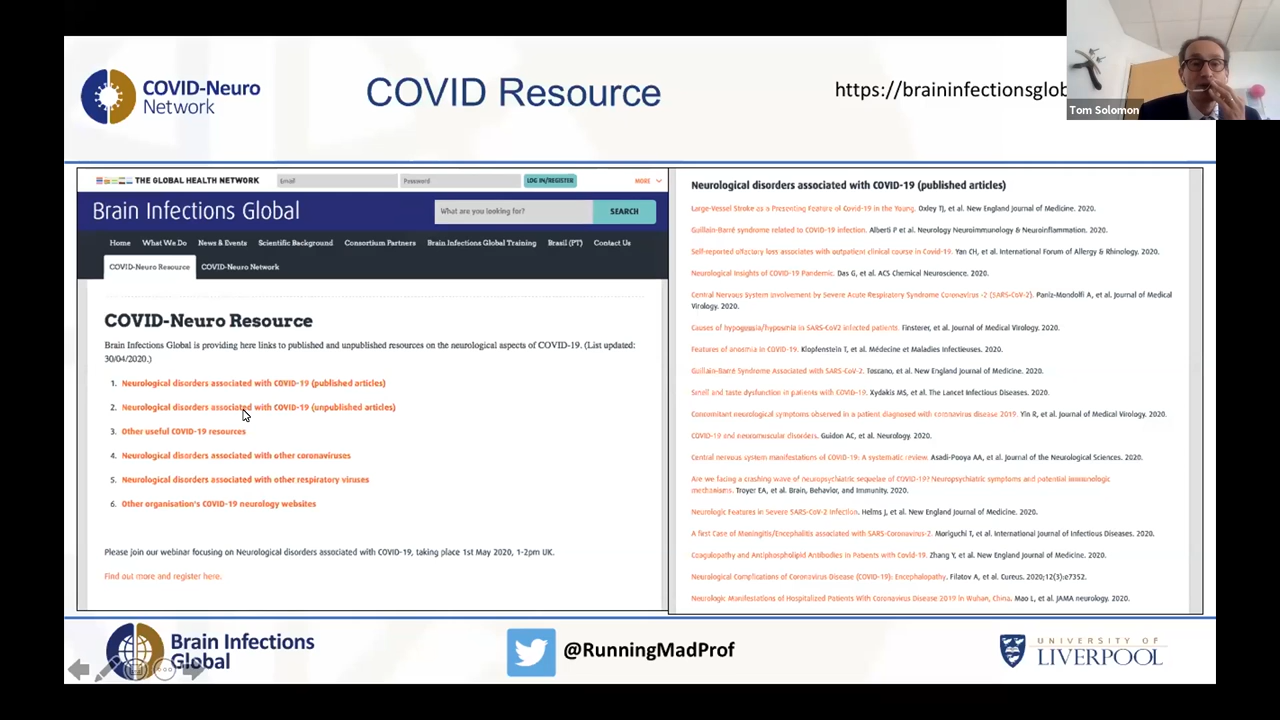 COVID-Neuro
Network
COVID Resource
https://braininfectionsglob
Tom Solomon
THE GLOBAL HEALTH NETWORK
Email
Password
LOG IN/REGISTER
MORE
Brain Infections Global
What are you looking for?
SEARCH
Home
What We Do
News & Events
Scientific Background
Consortium Partners
Brain Infections Global Training
Brasil (PT)
Contact Us
COVID-Neuro Resource
COVID-Neuro Network
COVID-Neuro Resource
Brain Infections Global is providing here links to published and unpublished resources on the neurological aspects of COVID-19. (List updated:
30/04/2020.)
1. Neurological disorders associated with COVID-19 (published articles)
2. Neurological disorders associated with COVID-19 (unpublished articles)
3. Other useful COVID-19 resources
4. Neurological disorders associated with other coronaviruses
5. Neurological disorders associated with other respiratory viruses
6. Other organisation's COVID-19 neurology websites
Please join our webinar focusing on Neurological disorders associated with COVID-19, taking place 1st May 2020, 1-2pm UK.
Find out more and register here.
Neurological disorders associated with COVID-19 (published articles)
Large-Vessel Stroke as a Presenting Feature of Covid-19 in the Young. Oxley TJ, et al. New England Journal of Medicine. 2020.
Guillain-Barré syndrome related to COVID-19 infection. Alberti P et al. Neurology Neuroimmunology & Neuroinflammation. 2020.
Self-reported olfactory loss associates with outpatient clinical course in Covid-19. Yan CH, et al. International Forum of Allergy & Rhinology. 2020.
Neurological Insights of COVID-19 Pandemic. Das G, et al. ACS Chemical Neuroscience. 2020.
Central Nervous System Involvement by Severe Acute Respiratory Syndrome Coronavirus -2 (SARS-CoV-2). Paniz-Mondolfi A, et al. Journal of Medical
Virology. 2020.
Causes of hypogeusia/hyposmia in SARS-CoV2 infected patients. Finsterer, et al. Journal of Medical Virology. 2020.
Features of anosmia in COVID-19. Klopfenstein T, et al. Médecine et Maladies Infectieuses. 2020.
Guillain-Barré Syndrome Associated with SARS-CoV-2. Toscano, et al. New England Journal of Medicine. 2020.
Smell and taste dysfunction in patients with COVID-19. Xydakis MS, et al. The Lancet Infectious Diseases. 2020.
Concomitant neurological symptoms observed in a patient diagnosed with coronavirus disease 2019. Yin R, et al. Journal of Medical Virology. 2020.
COVID-19 and neuromuscular disorders. Guidon AC, et al. Neurology. 2020.
Central nervous system manifestations of COVID-19: A systematic review. Asadi-Pooya AA, et al. Journal of the Neurological Sciences. 2020.
Are we facing a crashing wave of neuropsychiatric sequelae of COVID-19? Neuropsychiatric symptoms and potential immunologic
mechanisms. Troyer EA, et al. Brain, Behavior, and Immunity. 2020.
Neurologic Features in Severe SARS-CoV-2 Infection. Helms J, et al. New England Journal of Medicine. 2020.
A first Case of Meningitis/Encephalitis associated with SARS-Coronavirus-2. Moriguchi T, et al. International Journal of Infectious Diseases. 2020.
Coagulopathy and Antiphospholipid Antibodies in Patients with Covid-19. Zhang Y, et al. New England Journal of Medicine. 2020.
Neurological Complications of Coronavirus Disease (COVID-19): Encephalopathy. Filatov A, et al. Cureus. 2020;12(3):e7352.
Neurologic Manifestations of Hospitalized Patients With Coronavirus Disease 2019 in Wuhan, China. Mao L, et al. JAMA neurology. 2020.
Brain Infections
Global
@RunningMadProf
UNIVERSITY OF
LIVERPOOL